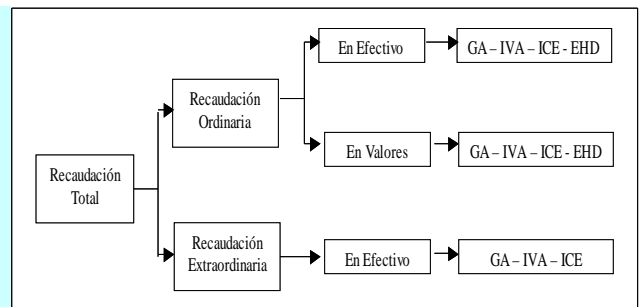 En Efectivo
GA – IVA – ICE - EHD
Recaudación
Ordinaria
En Valores
GA – IVA – ICE - EHD
Recaudación
Total
Recaudación
Extraordinaria
En Efectivo
GA – IVA – ICE